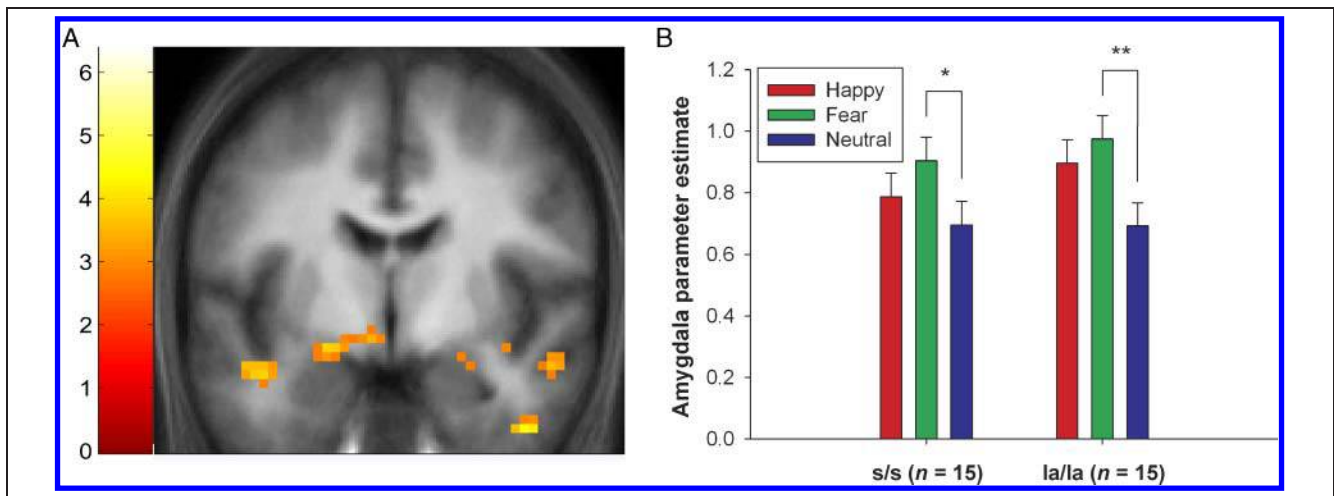 A
6
5
4
3
2
1
0
B
Amygdala parameter estimate
1.2
1.0
0.8
0.6
0.4
0.2
0.0
Happy
Fear
Neutral
*
**
s/s (n = 15)
la/la (n = 15)